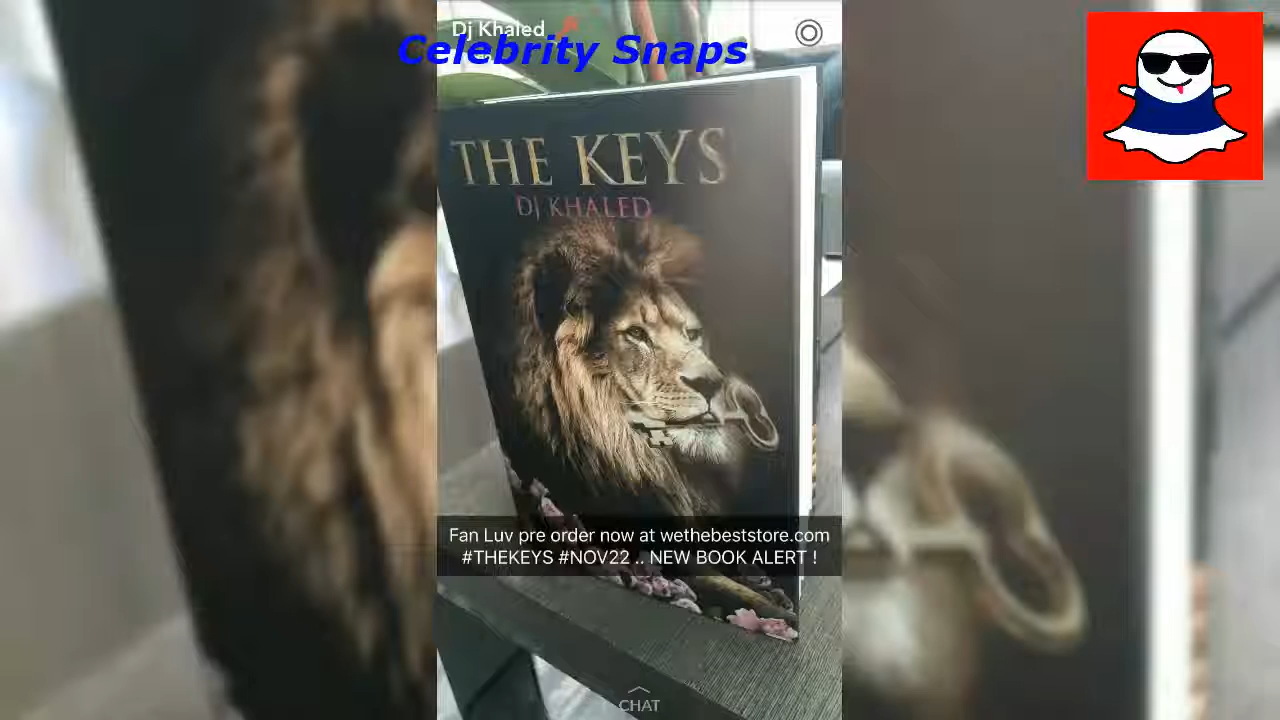 Dj Khaled
Celebrity Snaps
THE KEYS
DJ KHALED
Fan Luv pre order now at wethebeststore.com
#THEKEYS #NOV22 .. NEW BOOK ALERT !
CHAT